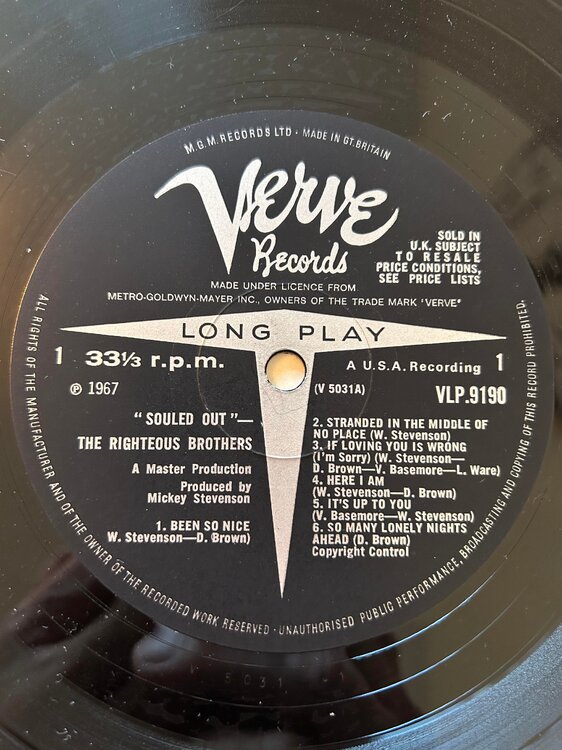 M.G.M. RECORDS LTD · MADE IN GT. BRITAIN
Verve
Records
SOLD IN
U.K. SUBJECT
TO RESALE
PRICE CONDITIONS,
SEE PRICE LISTS
MADE UNDER LICENCE FROM
METRO-GOLDWYN-MAYER INC., OWNERS OF THE TRADE MARK 'VERVE'
LONG PLAY
1 33⅓ r.p.m.
A U.S.A. Recording 1
℗ 1967
(V 5031A)
VLP.9190
"SOULED OUT"—
THE RIGHTEOUS BROTHERS
A Master Production
Produced by
Mickey Stevenson
1. BEEN SO NICE
W. Stevenson—D. Brown)
2. STRANDED IN THE MIDDLE OF
NO PLACE (W. Stevenson)
3. IF LOVING YOU IS WRONG
(I'm Sorry) (W. Stevenson—
D. Brown—V. Basemore—L. Ware)
4. HERE I AM
(W. Stevenson—D. Brown)
5. IT'S UP TO YOU
(V. Basemore—W. Stevenson)
6. SO MANY LONELY NIGHTS
AHEAD (D. Brown)
Copyright Control
ALL RIGHTS OF THE MANUFACTURER AND OF THE OWNER OF THE RECORDED WORK RESERVED · UNAUTHORISED PUBLIC PERFORMANCE, BROADCASTING AND COPYING OF THIS RECORD PROHIBITED.
V 5031 1